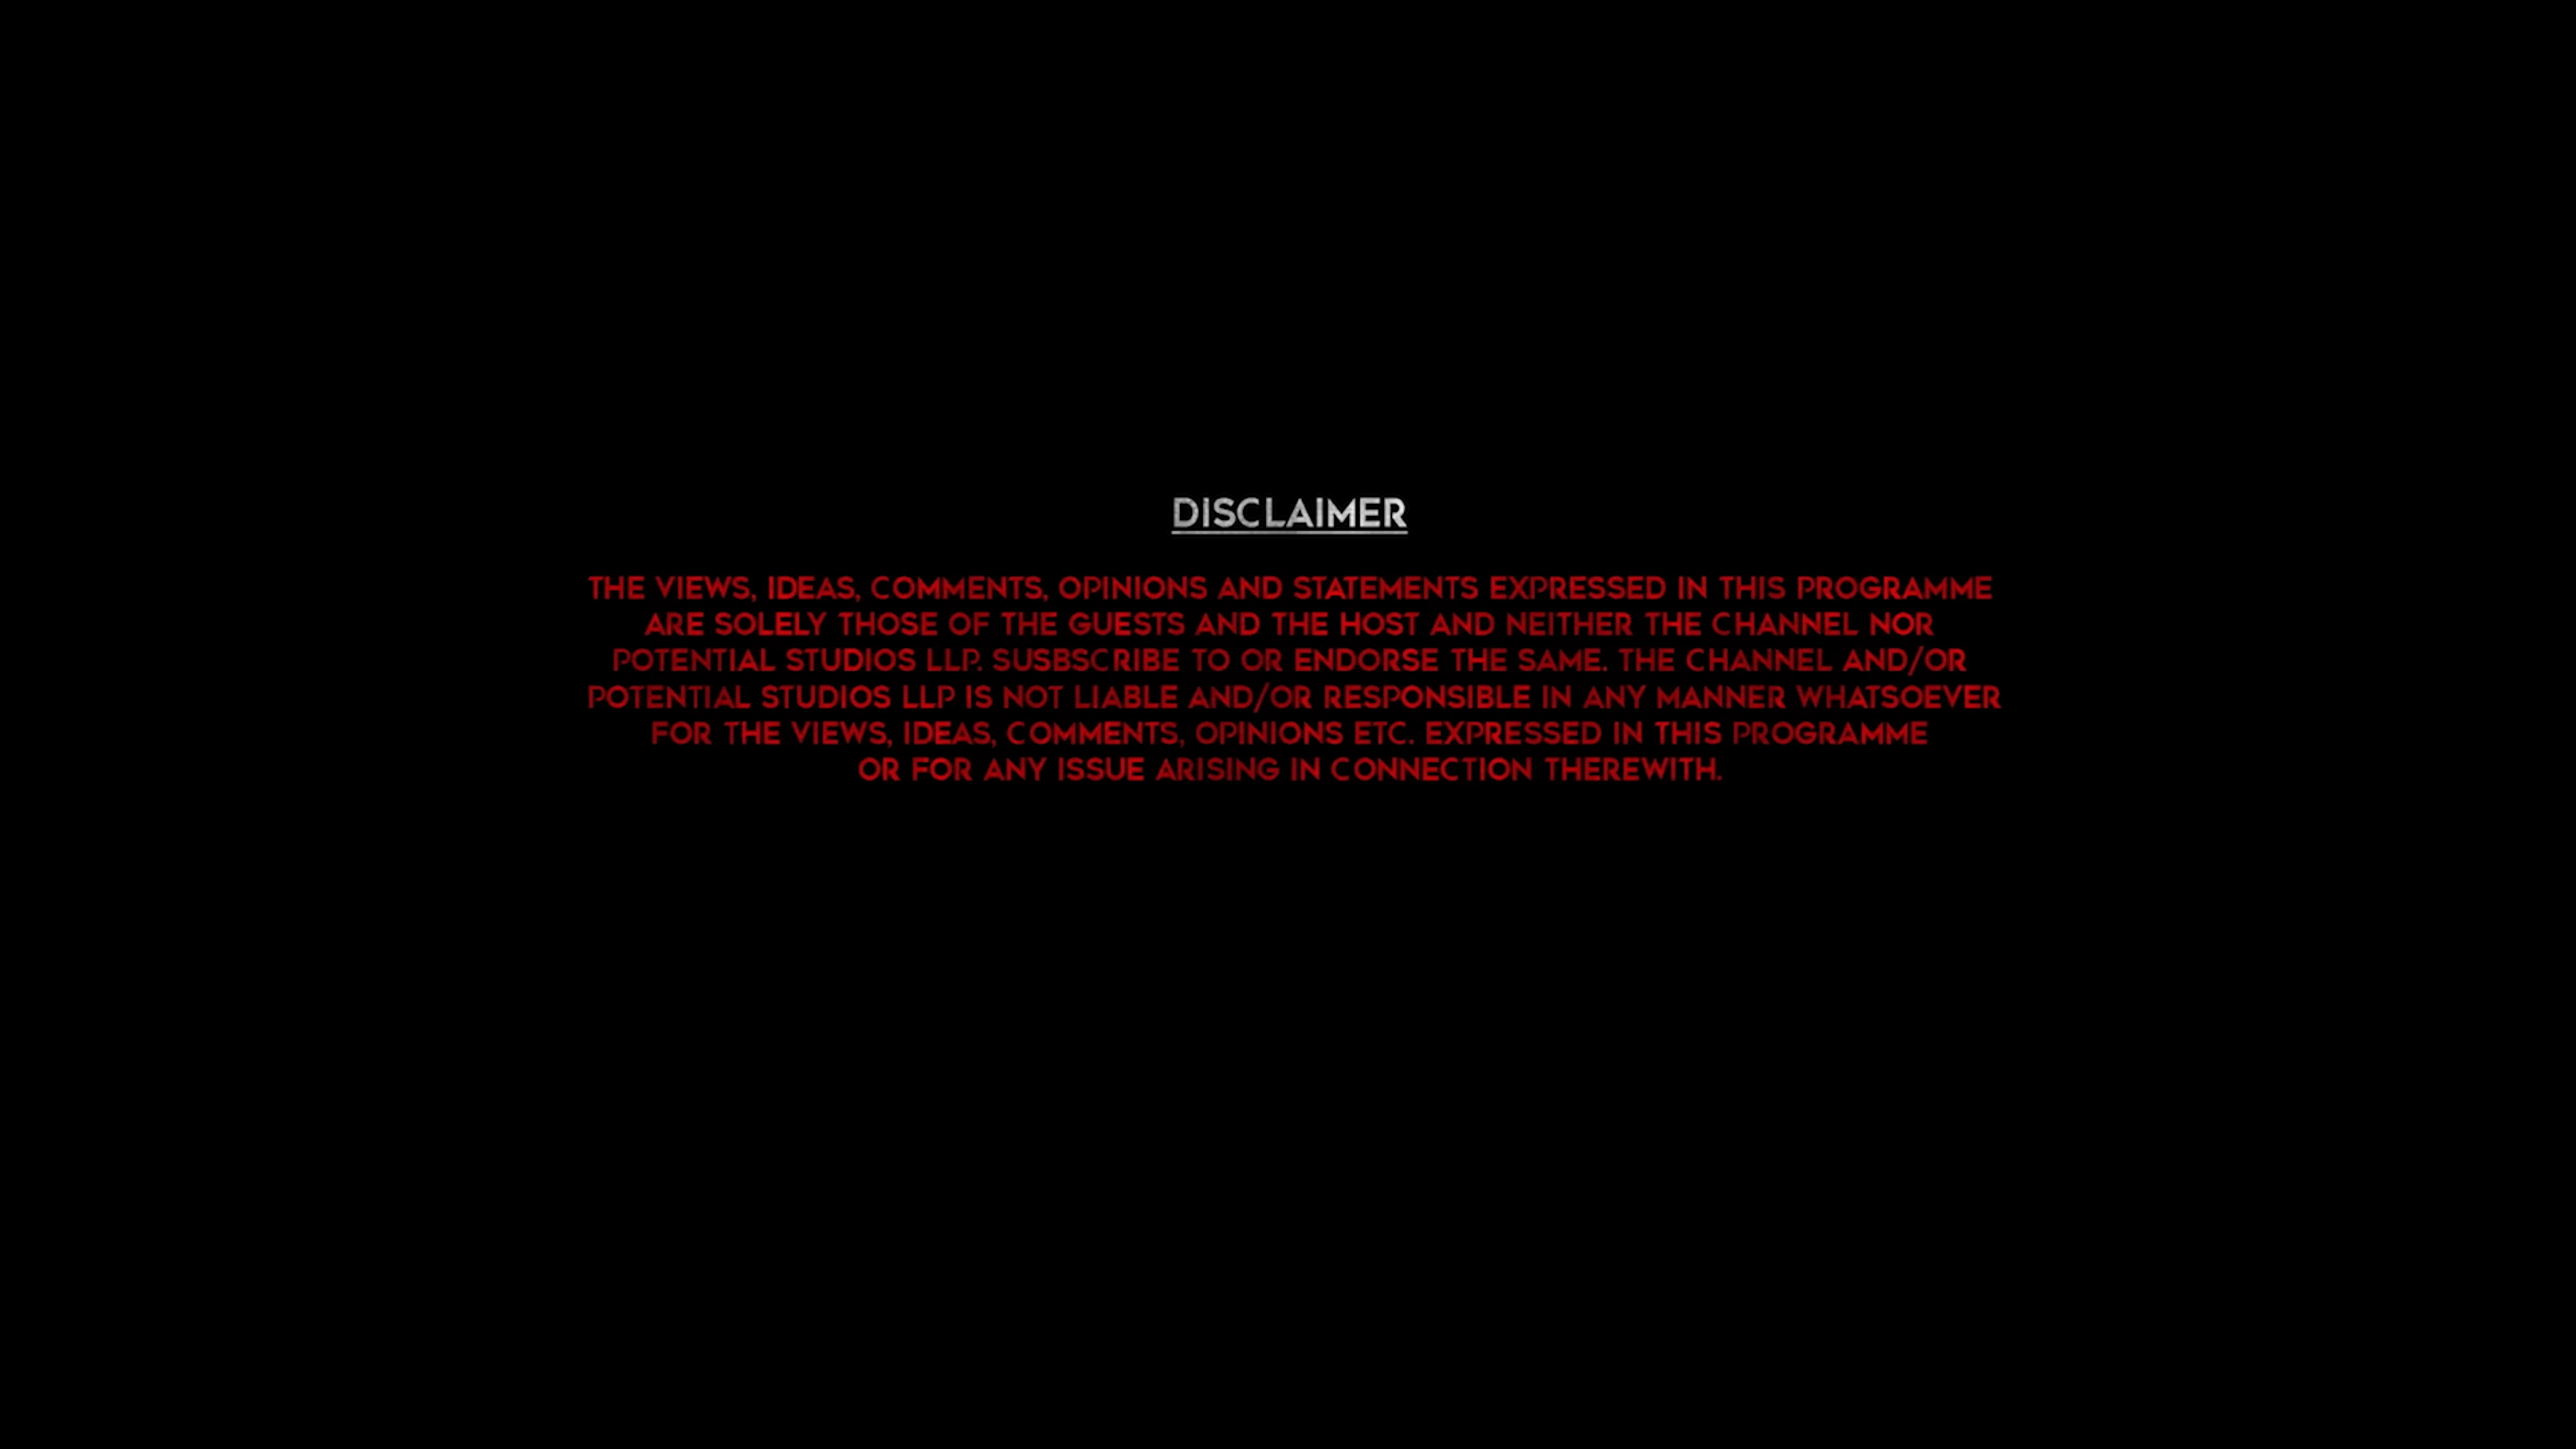 DISCLAIMER
THE VIEWS, IDEAS, COMMENTS, OPINIONS AND STATEMENTS EXPRESSED IN THIS PROGRAMME
ARE SOLELY THOSE OF THE GUESTS AND THE HOST AND NEITHER THE CHANNEL NOR
POTENTIAL STUDIOS LLP. SUSBSCRIBE TO OR ENDORSE THE SAME. THE CHANNEL AND/OR
POTENTIAL STUDIOS LLP IS NOT LIABLE AND/OR RESPONSIBLE IN ANY MANNER WHATSOEVER
FOR THE VIEWS, IDEAS, COMMENTS, OPINIONS ETC. EXPRESSED IN THIS PROGRAMME
OR FOR ANY ISSUE ARISING IN CONNECTION THEREWITH.